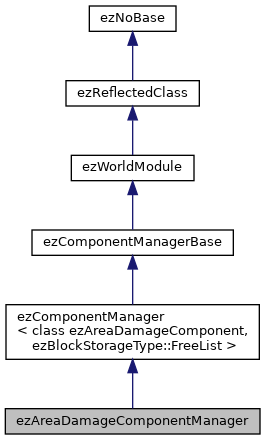 ezNoBase
ezReflectedClass
ezWorldModule
ezComponentManagerBase
ezComponentManager
< class ezAreaDamageComponent,
ezBlockStorageType::FreeList >
ezAreaDamageComponentManager